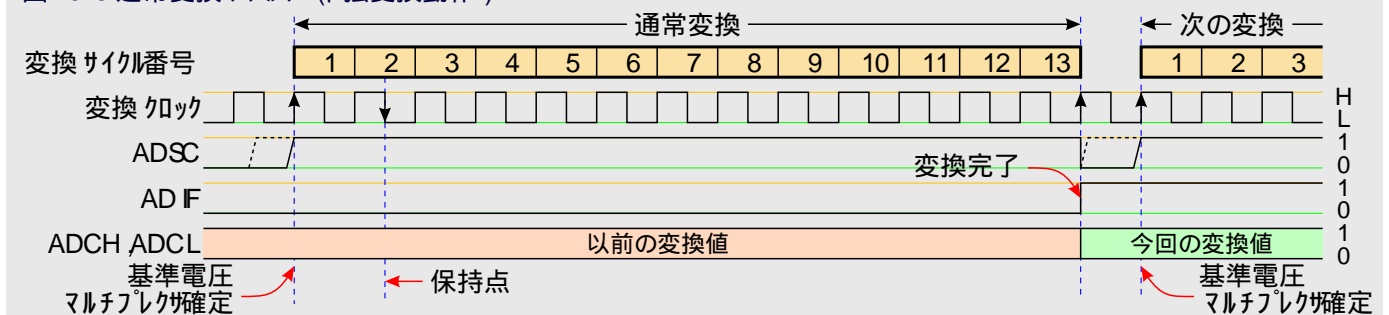 通常変換
次の変換
変換 ｻｲｸﾙ番号
1 2 3 4 5 6 7 8 9 10 11 12 13
1 2 3
変換 ｸﾛｯｸ
H
L
ADSC
1
0
変換完了
ADIF
1
0
ADCH,ADCL
以前の変換値
今回の変換値
1
0
基準電圧
ﾏﾙﾁﾌﾟﾚｸｻ確定
保持点
基準電圧
ﾏﾙﾁﾌﾟﾚｸｻ確定